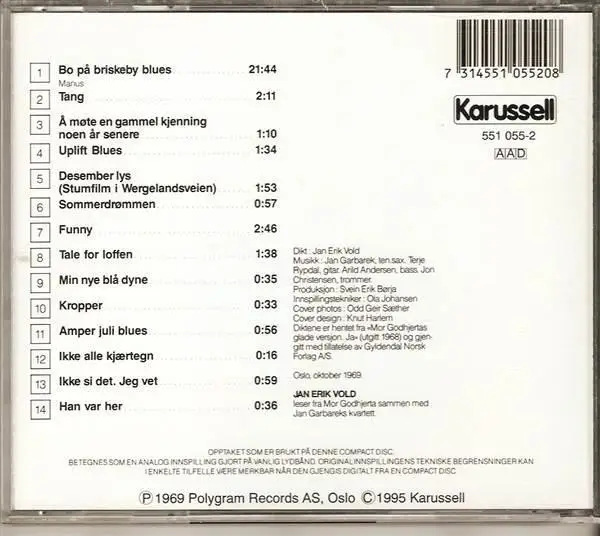 1 Bo på briskeby blues 21:44
Manus
2 Tang 2:11
3 Å møte en gammel kjenning
noen år senere 1:10
4 Uplift Blues 1:34
5 Desember lys
(Stumfilm i Wergelandsveien) 1:53
6 Sommerdrømmen 0:57
7 Funny 2:46
8 Tale for loffen 1:38
9 Min nye blå dyne 0:35
10 Kropper 0:33
11 Amper juli blues 0:56
12 Ikke alle kjærtegn 0:16
13 Ikke si det. Jeg vet 0:59
14 Han var her 0:36
7 314551 055208
Karussell
551 055-2
AAD
Dikt : Jan Erik Vold
Musikk : Jan Garbarek, ten.sax. Terje
Rypdal, gitar. Arild Andersen, bass. Jon
Christensen, trommer.
Produksjon : Svein Erik Børja
Innspillingstekniker : Ola Johansen
Cover photos : Odd Geir Sæther
Cover design : Knut Harlem
Diktene er hentet fra «Mor Godhjertas
glade versjon. Ja» (utgitt 1968) og gjen-
gitt med tillatelse av Gyldendal Norsk
Forlag A/S.
Oslo, oktober 1969
JAN ERIK VOLD
leser fra Mor Godhjerta sammen med
Jan Garbareks kvartett.
OPPTAKET SOM ER BRUKT PÅ DENNE COMPACT DISC.
BETEGNES SOM EN ANALOG INNSPILLING GJORT PÅ VANLIG LYDBÅND. ORIGINALINNSPILLINGENS TEKNISKE BEGRENSNINGER KAN
I ENKELTE TILFELLE VÆRE MERKBAR NÅR DEN GJENGIS DIGITALT FRA EN COMPACT DISC.
Ⓟ 1969 Polygram Records AS, Oslo © 1995 Karussell